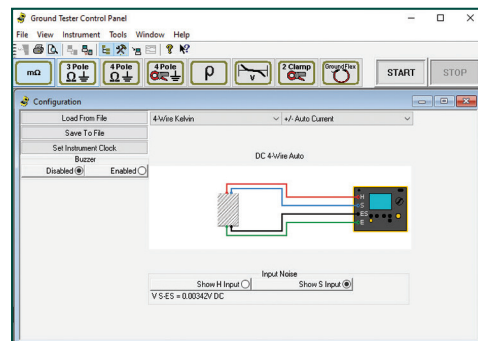 Ground Tester Control Panel
File View Instrument Tools Window Help
mΩ 3 Pole Ω 4 Pole Ω 4 Pole Ω ρ V 2 Clamp GroundFlex START STOP
Configuration
Load From File 4-Wire Kelvin +/- Auto Current
Save To File
Set Instrument Clock
Buzzer
Disabled Enabled
DC 4-Wire Auto
H
S
ES
E
Input Noise
Show H Input Show S Input
V S-ES = 0.00342V DC